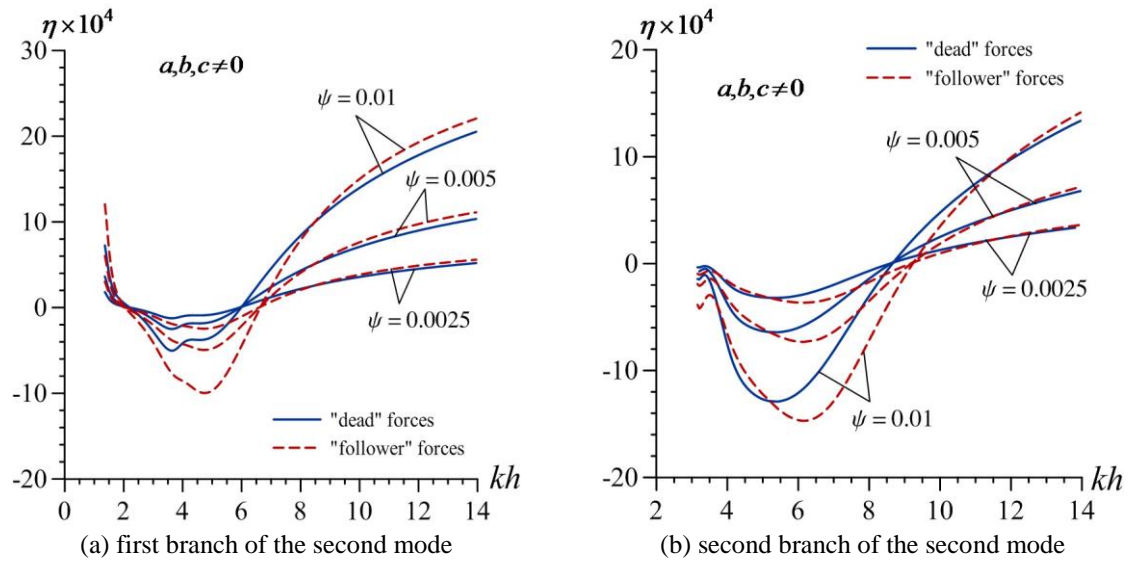 η×10⁴
30
20
10
0
-10
-20
a,b,c≠0
ψ = 0.01
ψ = 0.005
ψ = 0.0025
"dead" forces
"follower" forces
0 2 4 6 8 10 12 14
kh
(a) first branch of the second mode
η×10⁴
20
10
0
-10
-20
"dead" forces
"follower" forces
a,b,c≠0
ψ = 0.005
ψ = 0.0025
ψ = 0.01
2 4 6 8 10 12 14
kh
(b) second branch of the second mode